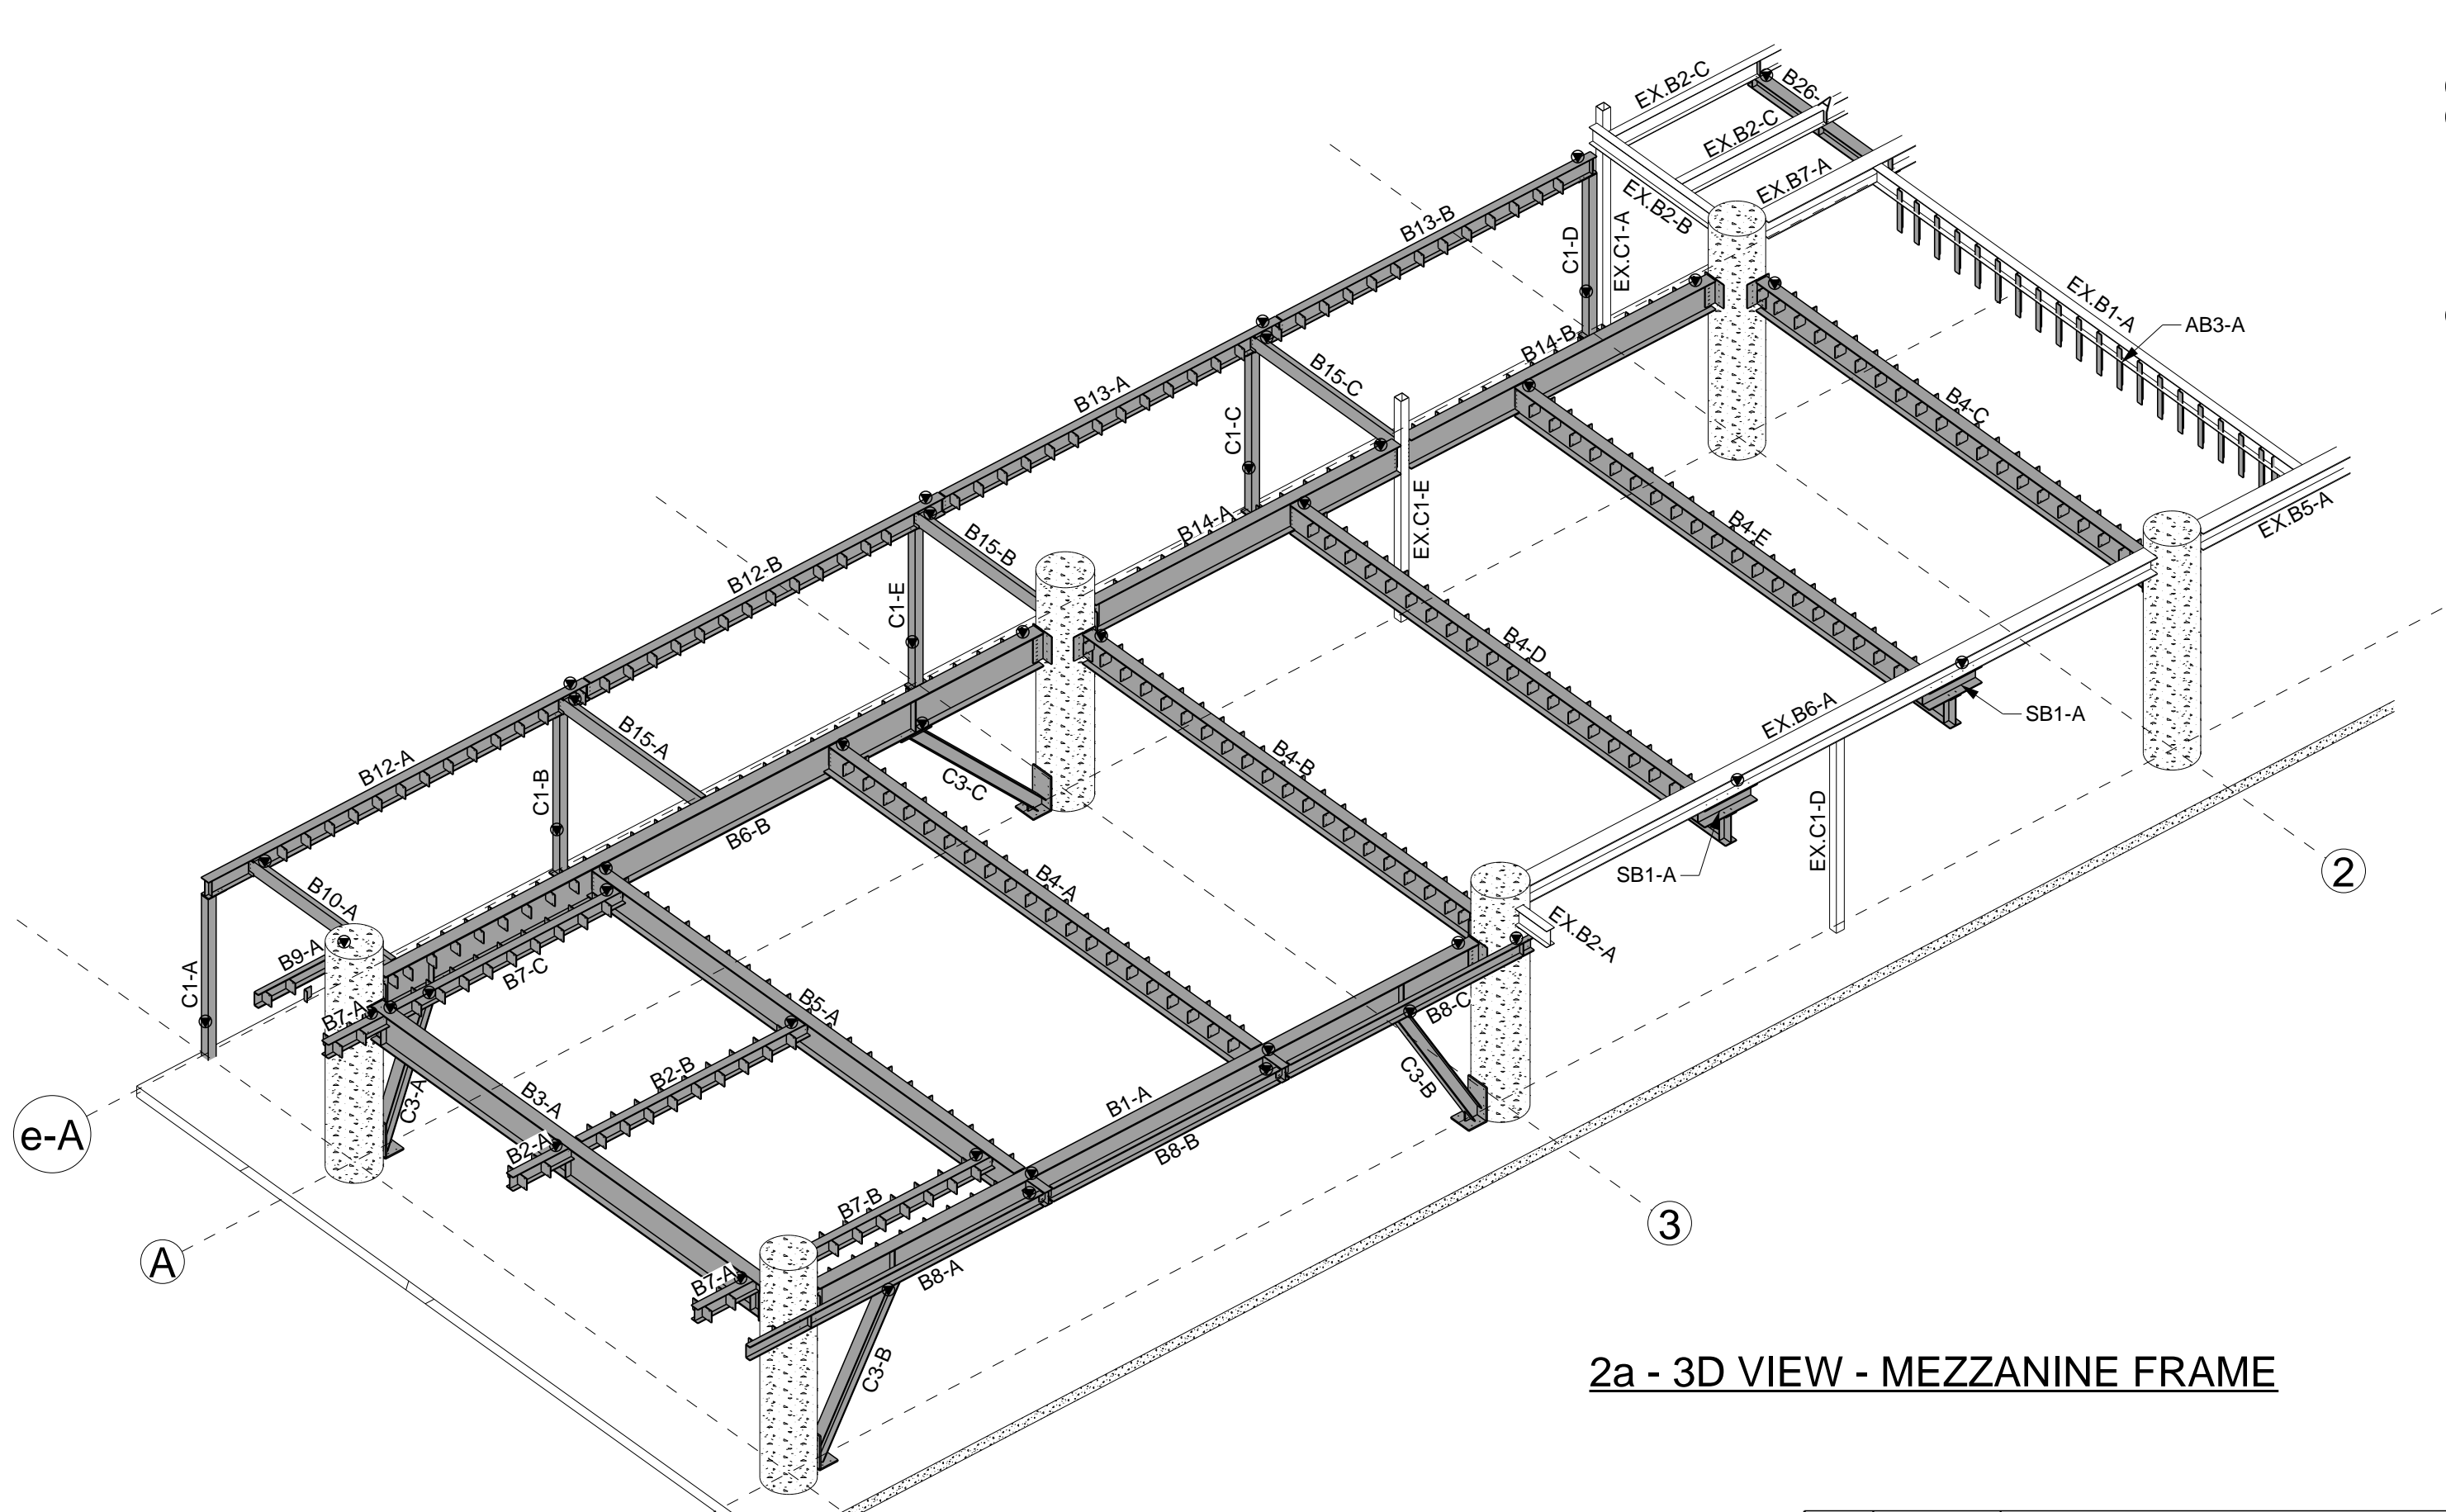 EX.B2-C
B26-A
EX.B2-C
EX.B7-A
EX.B2-B
B13-B
C1-D
EX.C1-A
EX.B1-A
AB3-A
B14-B
B15-C
B13-A
C1-C
B4-C
EX.C1-E
B4-E
EX.B5-A
B14-A
B15-B
B12-B
C1-E
B4-D
EX.B6-A
SB1-A
B15-A
B12-A
C1-B
C3-C
B4-B
B6-B
EX.C1-D
SB1-A
2
B10-A
B4-A
EX.B2-A
B9-A
C1-A
B7-C
B5-A
B7-A
B8-C
C3-B
B2-B
B3-A
C3-A
B1-A
e-A
B2-A
B8-B
B7-B
3
A
B7-A
B8-A
C3-B
2a - 3D VIEW - MEZZANINE FRAME